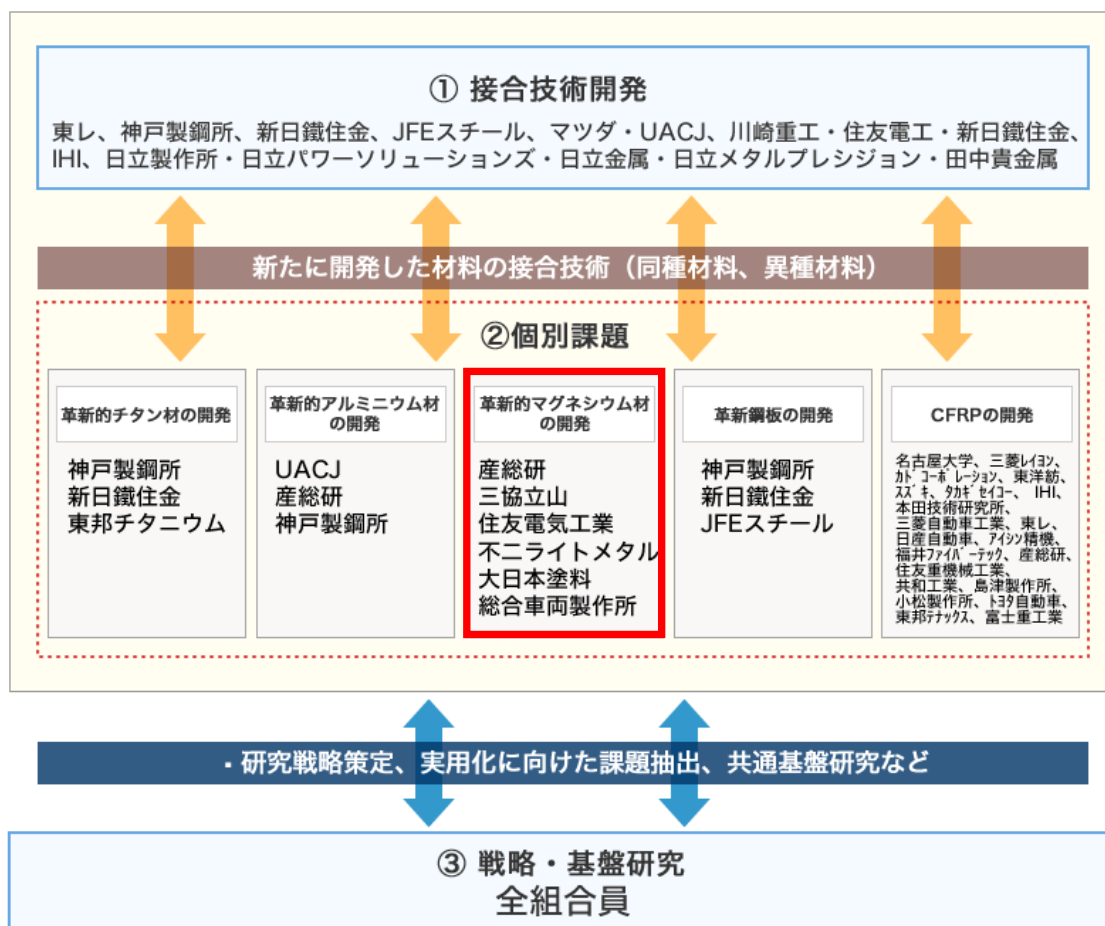 ① 接合技術開発
東レ、神戸製鋼所、新日鐵住金、JFEスチール、マツダ・UACJ、川崎重工・住友電工・新日鐵住金、
IHI、日立製作所・日立パワーソリューションズ・日立金属・日立メタルプレシジョン・田中貴金属
新たに開発した材料の接合技術（同種材料、異種材料）
②個別課題
革新的チタン材の開発
神戸製鋼所
新日鐵住金
東邦チタニウム
革新的アルミニウム材
の開発
UACJ
産総研
神戸製鋼所
革新的マグネシウム材
の開発
産総研
三協立山
住友電気工業
不二ライトメタル
大日本塗料
総合車両製作所
革新鋼板の開発
神戸製鋼所
新日鐵住金
JFEスチール
CFRPの開発
名古屋大学、三菱ﾚｲﾖﾝ、
ｶﾄﾞｺｰﾎﾟﾚｰｼｮﾝ、東洋紡、
ｽｽﾞｷ、ﾀｶｷﾞｾｲｺｰ、IHI、
本田技術研究所、
三菱自動車工業、東レ、
日産自動車、ｱｲｼﾝ精機、
福井ﾌｧｲﾊﾞｰﾃｯｸ、産総研、
住友重機械工業、
共和工業、島津製作所、
小松製作所、ﾄﾖﾀ自動車、
東邦ﾃﾅｯｸｽ、富士重工業
・研究戦略策定、実用化に向けた課題抽出、共通基盤研究など
③ 戦略・基盤研究
全組合員